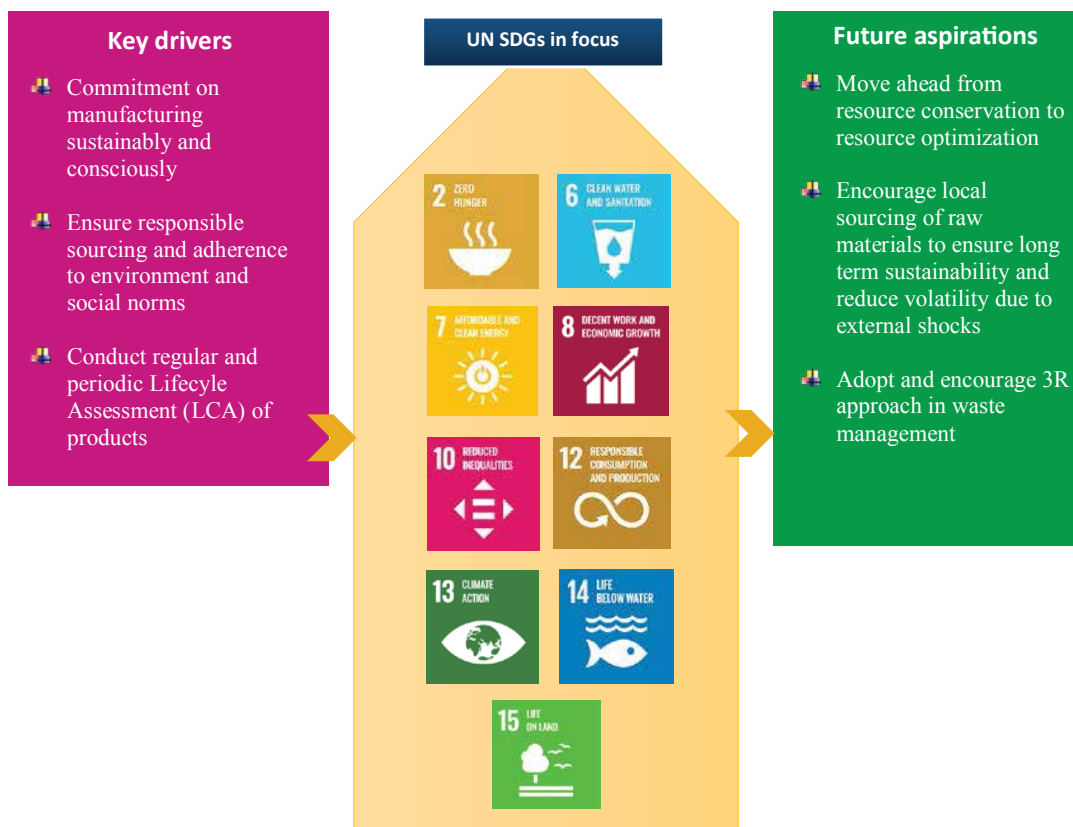 Key drivers
Commitment on
manufacturing
sustainably and
consciously
Ensure responsible
sourcing and adherence
to environment and
social norms
Conduct regular and
periodic Lifecyle
Assessment (LCA) of
products
UN SDGs in focus
2 ZERO
HUNGER
6 CLEAN WATER
AND SANITATION
7 AFFORDABLE AND
CLEAN ENERGY
8 DECENT WORK AND
ECONOMIC GROWTH
10 REDUCED
INEQUALITIES
12 RESPONSIBLE
CONSUMPTION
AND PRODUCTION
13 CLIMATE
ACTION
14 LIFE
BELOW WATER
15 LIFE
ON LAND
Future aspirations
Move ahead from
resource conservation to
resource optimization
Encourage local
sourcing of raw
materials to ensure long
term sustainability and
reduce volatility due to
external shocks
Adopt and encourage 3R
approach in waste
management